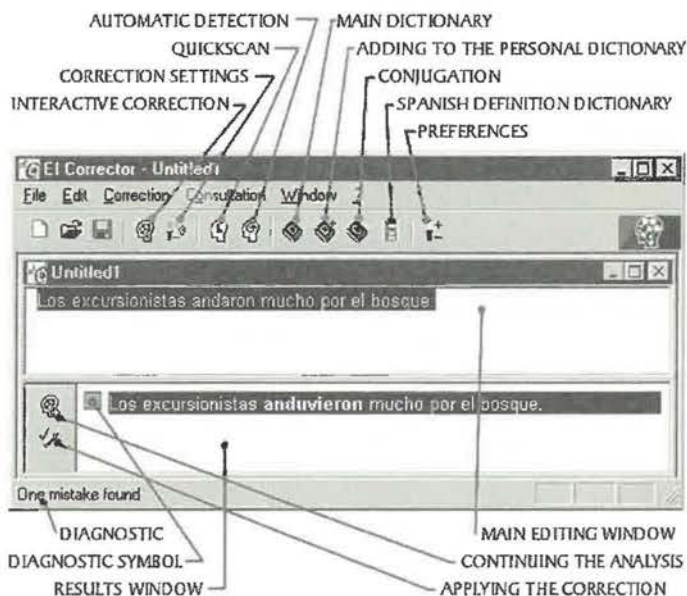 AUTOMATIC DETECTION MAIN DICTIONARY
QUICKSCAN ADDING TO THE PERSONAL DICTIONARY
CORRECTION SETTINGS CONJUGATION
INTERACTIVE CORRECTION SPANISH DEFINITION DICTIONARY
PREFERENCES
El Corrector - Untitled1
File Edit Correction Consultation Window ?
Untitled1
Los excursionistas andaron mucho por el bosque.
Los excursionistas anduvieron mucho por el bosque.
One mistake found
DIAGNOSTIC MAIN EDITING WINDOW
DIAGNOSTIC SYMBOL CONTINUING THE ANALYSIS
RESULTS WINDOW APPLYING THE CORRECTION